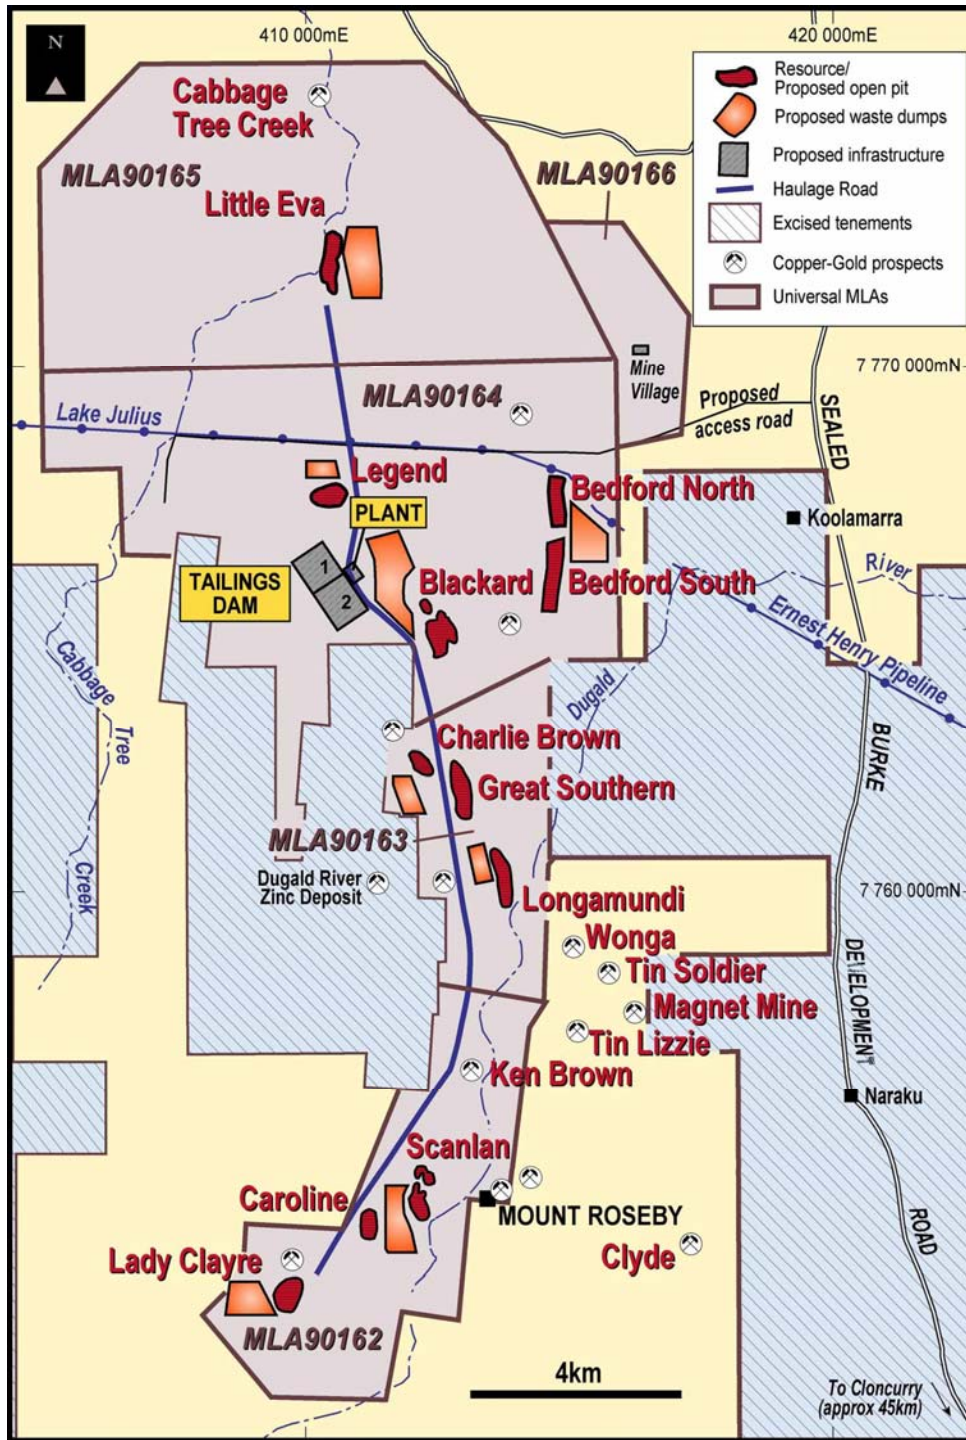 N
410 000mE
420 000mE
Resource/
Proposed open pit
Proposed waste dumps
Proposed infrastructure
Haulage Road
Excised tenements
Copper-Gold prospects
Universal MLAs
Cabbage
Tree Creek
MLA90165
MLA90166
Little Eva
7 770 000mN
Mine
Village
MLA90164
Proposed
access road
Lake Julius
SEALED
Legend
Bedford North
PLANT
Koolamarra
1
2
TAILINGS
DAM
Blackard
Bedford South
River
Ernest Henry Pipeline
Dugald
Cabbage
Tree
Creek
Charlie Brown
BURKE
Great Southern
MLA90163
Dugald River
Zinc Deposit
7 760 000mN
Longamundi
Wonga
Tin Soldier
DEVELOPMENT
Magnet Mine
Tin Lizzie
Ken Brown
Naraku
Scanlan
Caroline
MOUNT ROSEBY
ROAD
Clyde
Lady Clayre
MLA90162
4km
To Cloncurry
(approx 45km)